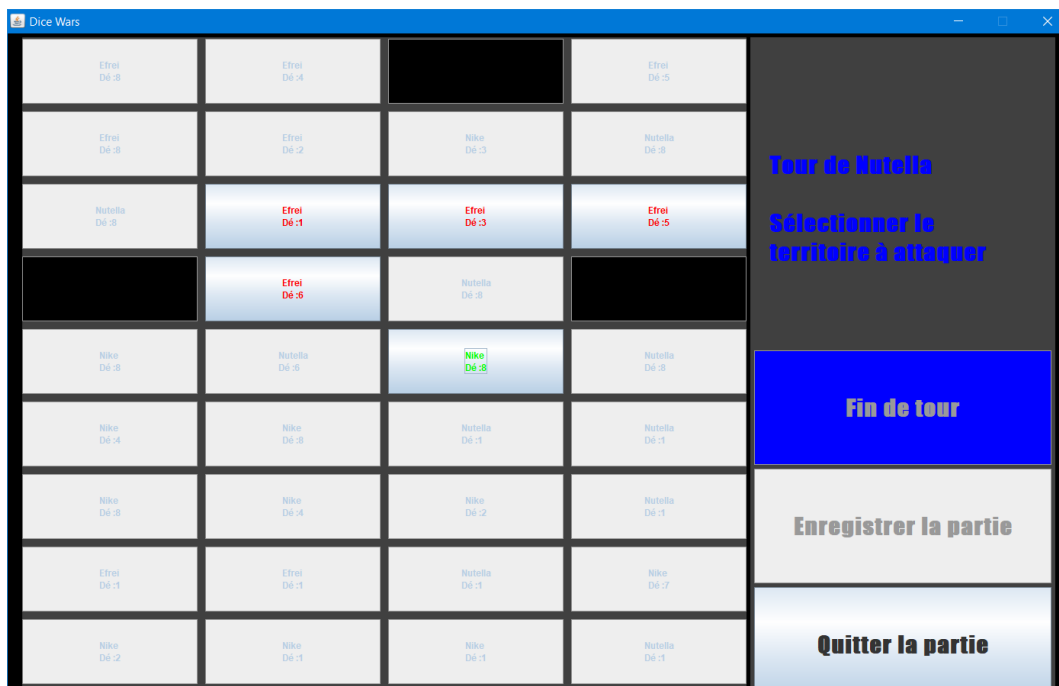 Dice Wars
Efrei
Dé :8
Efrei
Dé :4
Efrei
Dé :5
Efrei
Dé :8
Efrei
Dé :2
Nike
Dé :3
Nutella
Dé :8
Tour de Nutella
Sélectionner le
territoire à attaquer
Nutella
Dé :8
Efrei
Dé :1
Efrei
Dé :3
Efrei
Dé :5
Efrei
Dé :6
Nutella
Dé :8
Nike
Dé :8
Nutella
Dé :6
Nike
Dé :8
Nutella
Dé :8
Fin de tour
Nike
Dé :4
Nike
Dé :8
Nutella
Dé :1
Nutella
Dé :1
Nike
Dé :8
Nike
Dé :4
Nike
Dé :2
Nutella
Dé :1
Enregistrer la partie
Efrei
Dé :1
Efrei
Dé :1
Nutella
Dé :1
Nike
Dé :7
Nike
Dé :2
Nike
Dé :1
Nike
Dé :1
Nutella
Dé :1
Quitter la partie